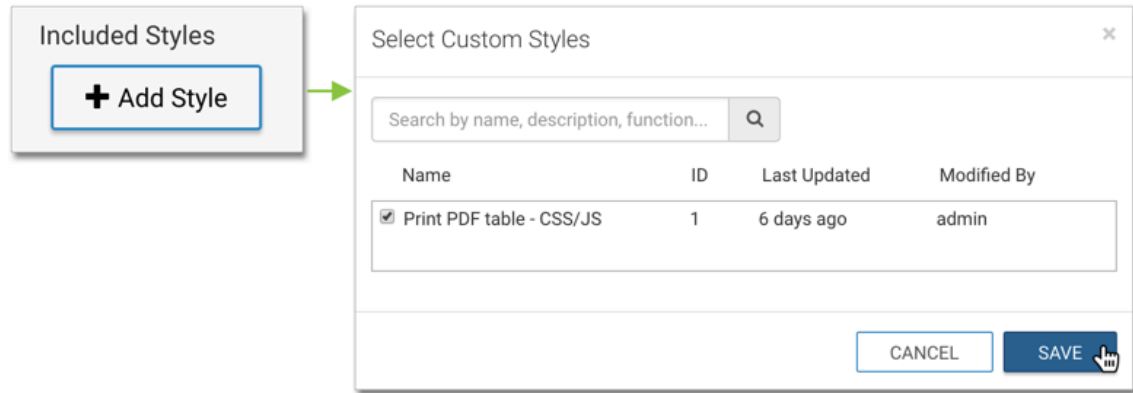 Included Styles
Add Style
Select Custom Styles
Search by name, description, function...
Name ID Last Updated Modified By
Print PDF table - CSS/JS 1 6 days ago admin
CANCEL SAVE